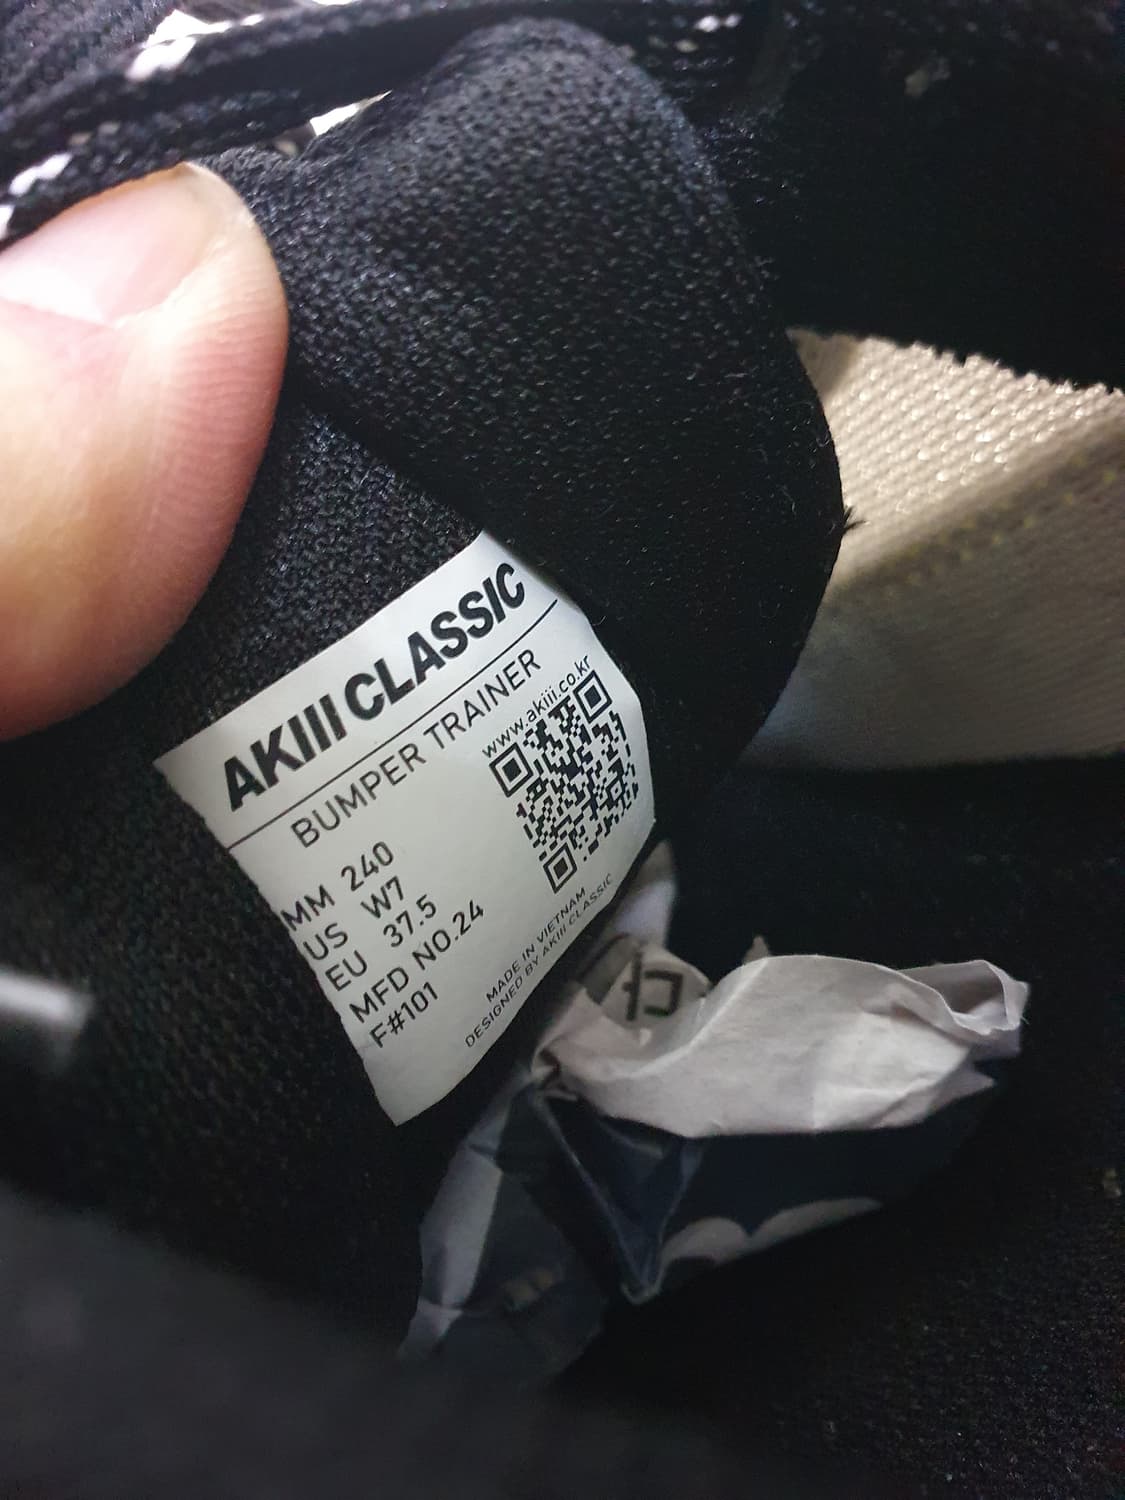 AKIII CLASSIC
BUMPER TRAINER
www.akiii.co.kr
MM 240
US W7
EU 37.5
MFD NO.24
F#101
MADE IN VIETNAM
DESIGNED BY AKIII CLASSIC